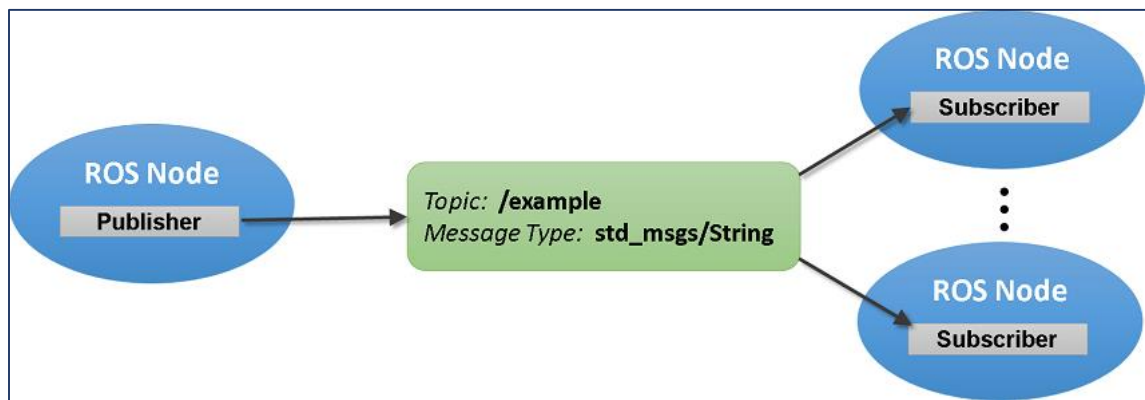 ROS Node
Publisher
Topic: /example
Message Type: std_msgs/String
ROS Node
Subscriber
ROS Node
Subscriber